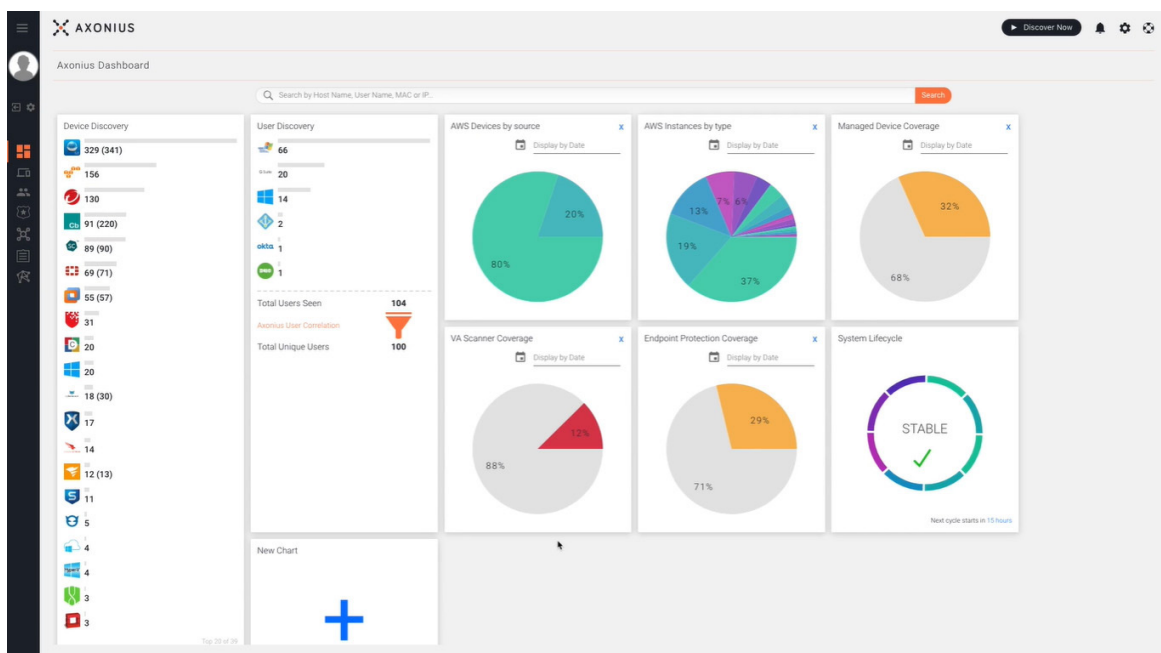 AXONIUS
Discover Now
Axonius Dashboard
Search by Host Name, User Name, MAC or IP...
Search
Device Discovery
329 (341)
156
130
Cb
91 (220)
SC
89 (90)
69 (71)
55 (57)
31
20
20
18 (30)
17
14
12 (13)
11
5
4
4
3
3
Top 20 of 39
User Discovery
66
20
14
2
okta
1
1
Total Users Seen 104
Axonius User Correlation
Total Unique Users 100
New Chart
AWS Devices by source x
Display by Date
20%
80%
AWS Instances by type x
Display by Date
7% 6%
13%
19%
37%
Managed Device Coverage x
Display by Date
32%
68%
VA Scanner Coverage x
Display by Date
12%
88%
Endpoint Protection Coverage x
Display by Date
29%
71%
System Lifecycle
STABLE
Next cycle starts in 15 hours